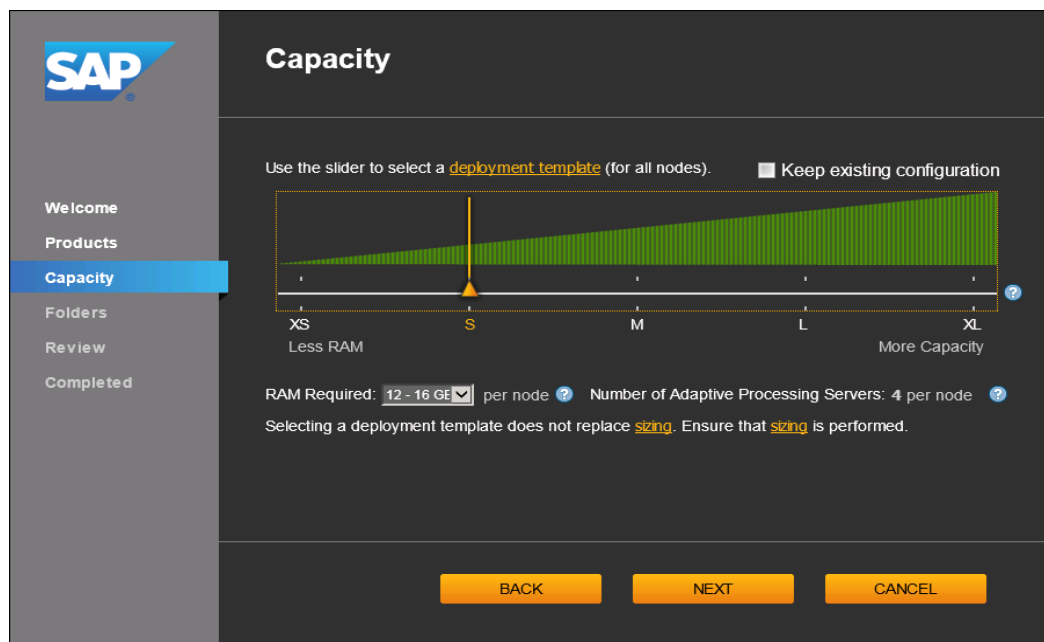 SAP
Capacity
Use the slider to select a deployment template (for all nodes).
Keep existing configuration
Welcome
Products
Capacity
Folders
Review
Completed
XS S M L XL
Less RAM More Capacity
RAM Required: 12 - 16 GB per node Number of Adaptive Processing Servers: 4 per node
Selecting a deployment template does not replace sizing. Ensure that sizing is performed.
BACK NEXT CANCEL